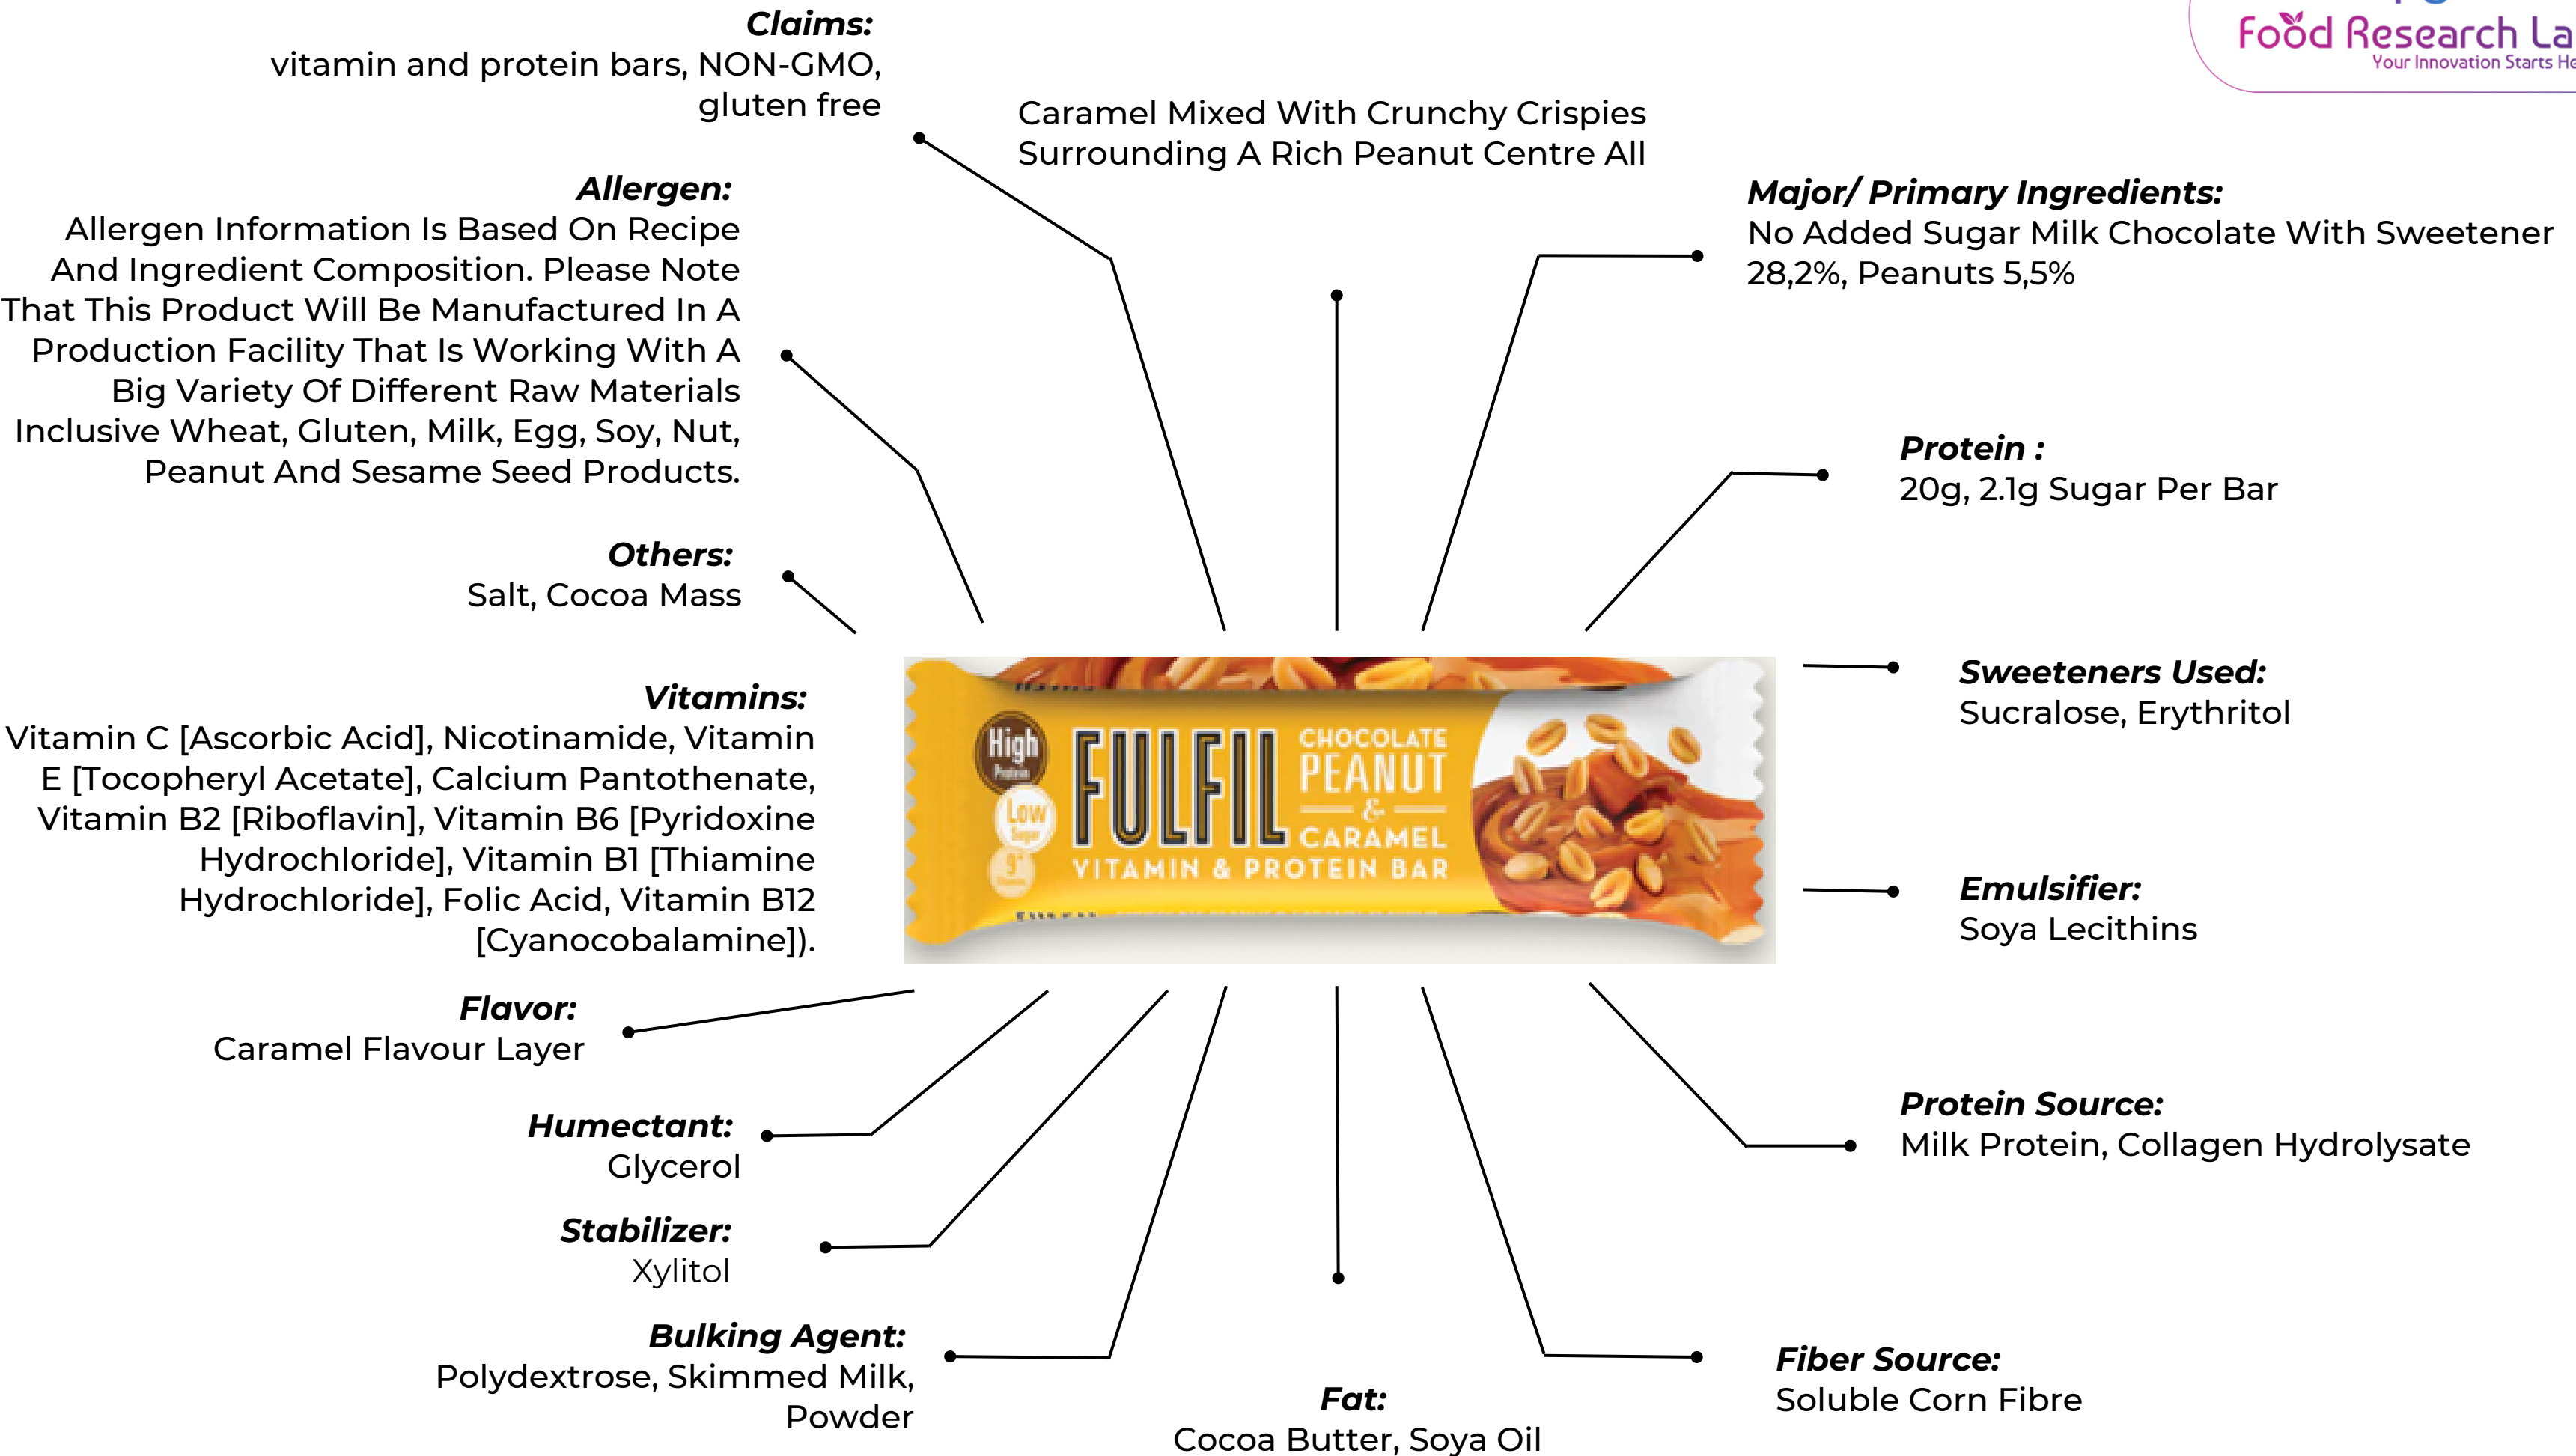 Food Research La
Your Innovation Starts He
Claims:
vitamin and protein bars, NON-GMO,
gluten free
Caramel Mixed With Crunchy Crispies
Surrounding A Rich Peanut Centre All
Allergen:
Allergen Information Is Based On Recipe
And Ingredient Composition. Please Note
That This Product Will Be Manufactured In A
Production Facility That Is Working With A
Big Variety Of Different Raw Materials
Inclusive Wheat, Gluten, Milk, Egg, Soy, Nut,
Peanut And Sesame Seed Products.
Major/ Primary Ingredients:
No Added Sugar Milk Chocolate With Sweetener
28,2%, Peanuts 5,5%
Protein :
20g, 2.1g Sugar Per Bar
Others:
Salt, Cocoa Mass
Sweeteners Used:
Sucralose, Erythritol
Vitamins:
Vitamin C [Ascorbic Acid], Nicotinamide, Vitamin
E [Tocopheryl Acetate], Calcium Pantothenate,
Vitamin B2 [Riboflavin], Vitamin B6 [Pyridoxine
Hydrochloride], Vitamin B1 [Thiamine
Hydrochloride], Folic Acid, Vitamin B12
[Cyanocobalamine]).
High
Protein
Low
Sugar
9
FULFIL
CHOCOLATE
PEANUT
&
CARAMEL
VITAMIN & PROTEIN BAR
Emulsifier:
Soya Lecithins
Flavor:
Caramel Flavour Layer
Protein Source:
Milk Protein, Collagen Hydrolysate
Humectant:
Glycerol
Stabilizer:
Xylitol
Bulking Agent:
Polydextrose, Skimmed Milk,
Powder
Fat:
Cocoa Butter, Soya Oil
Fiber Source:
Soluble Corn Fibre